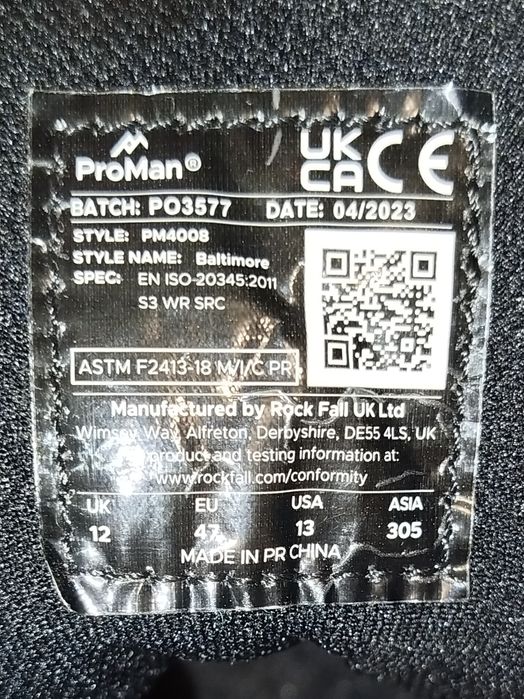 ProMan®
UK
CA CE
BATCH: PO3577 DATE: 04/2023
STYLE: PM4008
STYLE NAME: Baltimore
SPEC: EN ISO-20345:2011
S3 WR SRC
ASTM F2413-18 M/I/C PR
Manufactured by Rock Fall UK Ltd
Wimsey Way, Alfreton, Derbyshire, DE55 4LS, UK
product and testing information at:
www.rockfall.com/conformity
UK EU USA ASIA
12 47 13 305
MADE IN PR CHINA